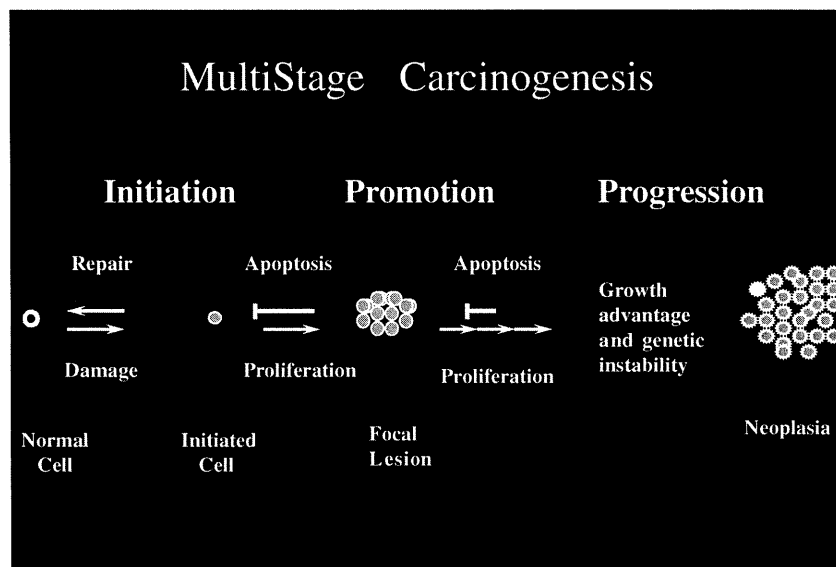 MultiStage Carcinogenesis
Initiation
Promotion
Progression
Repair
Damage
Apoptosis
Proliferation
Apoptosis
Proliferation
Growth
advantage
and genetic
instability
Normal
Cell
Initiated
Cell
Focal
Lesion
Neoplasia